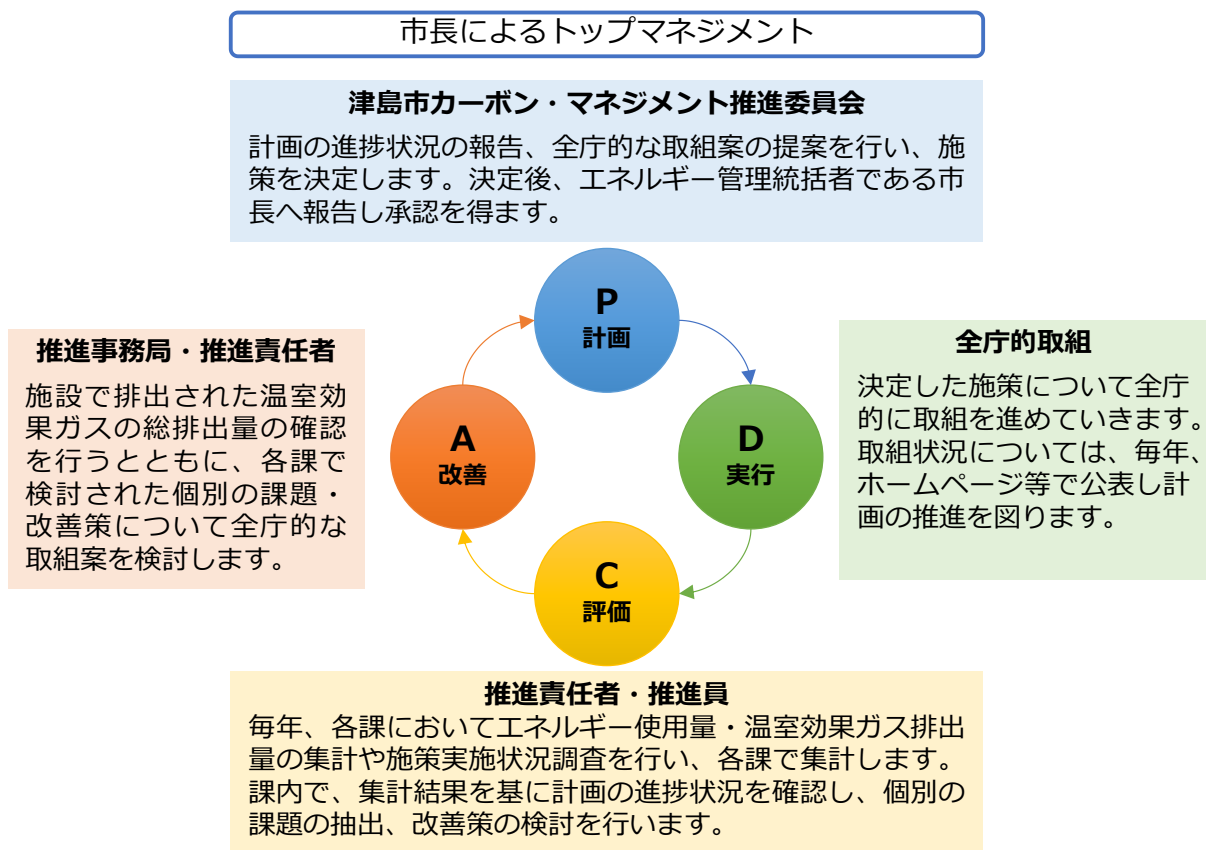 市長によるトップマネジメント
津島市カーボン・マネジメント推進委員会
計画の進捗状況の報告、全庁的な取組案の提案を行い、施
策を決定します。決定後、エネルギー管理統括者である市
長へ報告し承認を得ます。
P
計画
推進事務局・推進責任者
施設で排出された温室効
果ガスの総排出量の確認
を行うとともに、各課で
検討された個別の課題・
改善策について全庁的な
取組案を検討します。
A
改善
D
実行
全庁的取組
決定した施策について全庁
的に取組を進めていきます。
取組状況については、毎年、
ホームページ等で公表し計
画の推進を図ります。
C
評価
推進責任者・推進員
毎年、各課においてエネルギー使用量・温室効果ガス排出
量の集計や施策実施状況調査を行い、各課で集計します。
課内で、集計結果を基に計画の進捗状況を確認し、個別の
課題の抽出、改善策の検討を行います。